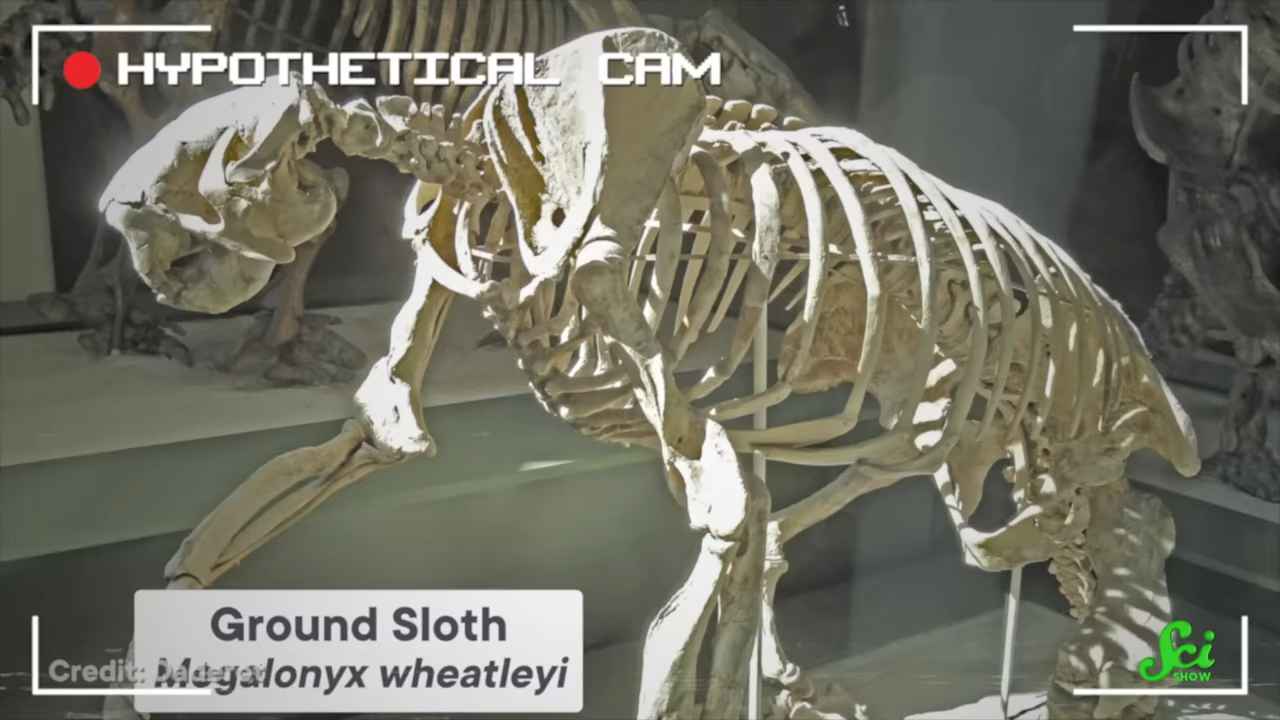 HYPOTHETICAL CAM
Ground Sloth
Megalonyx wheatleyi
Credit:
Sci
SHOW